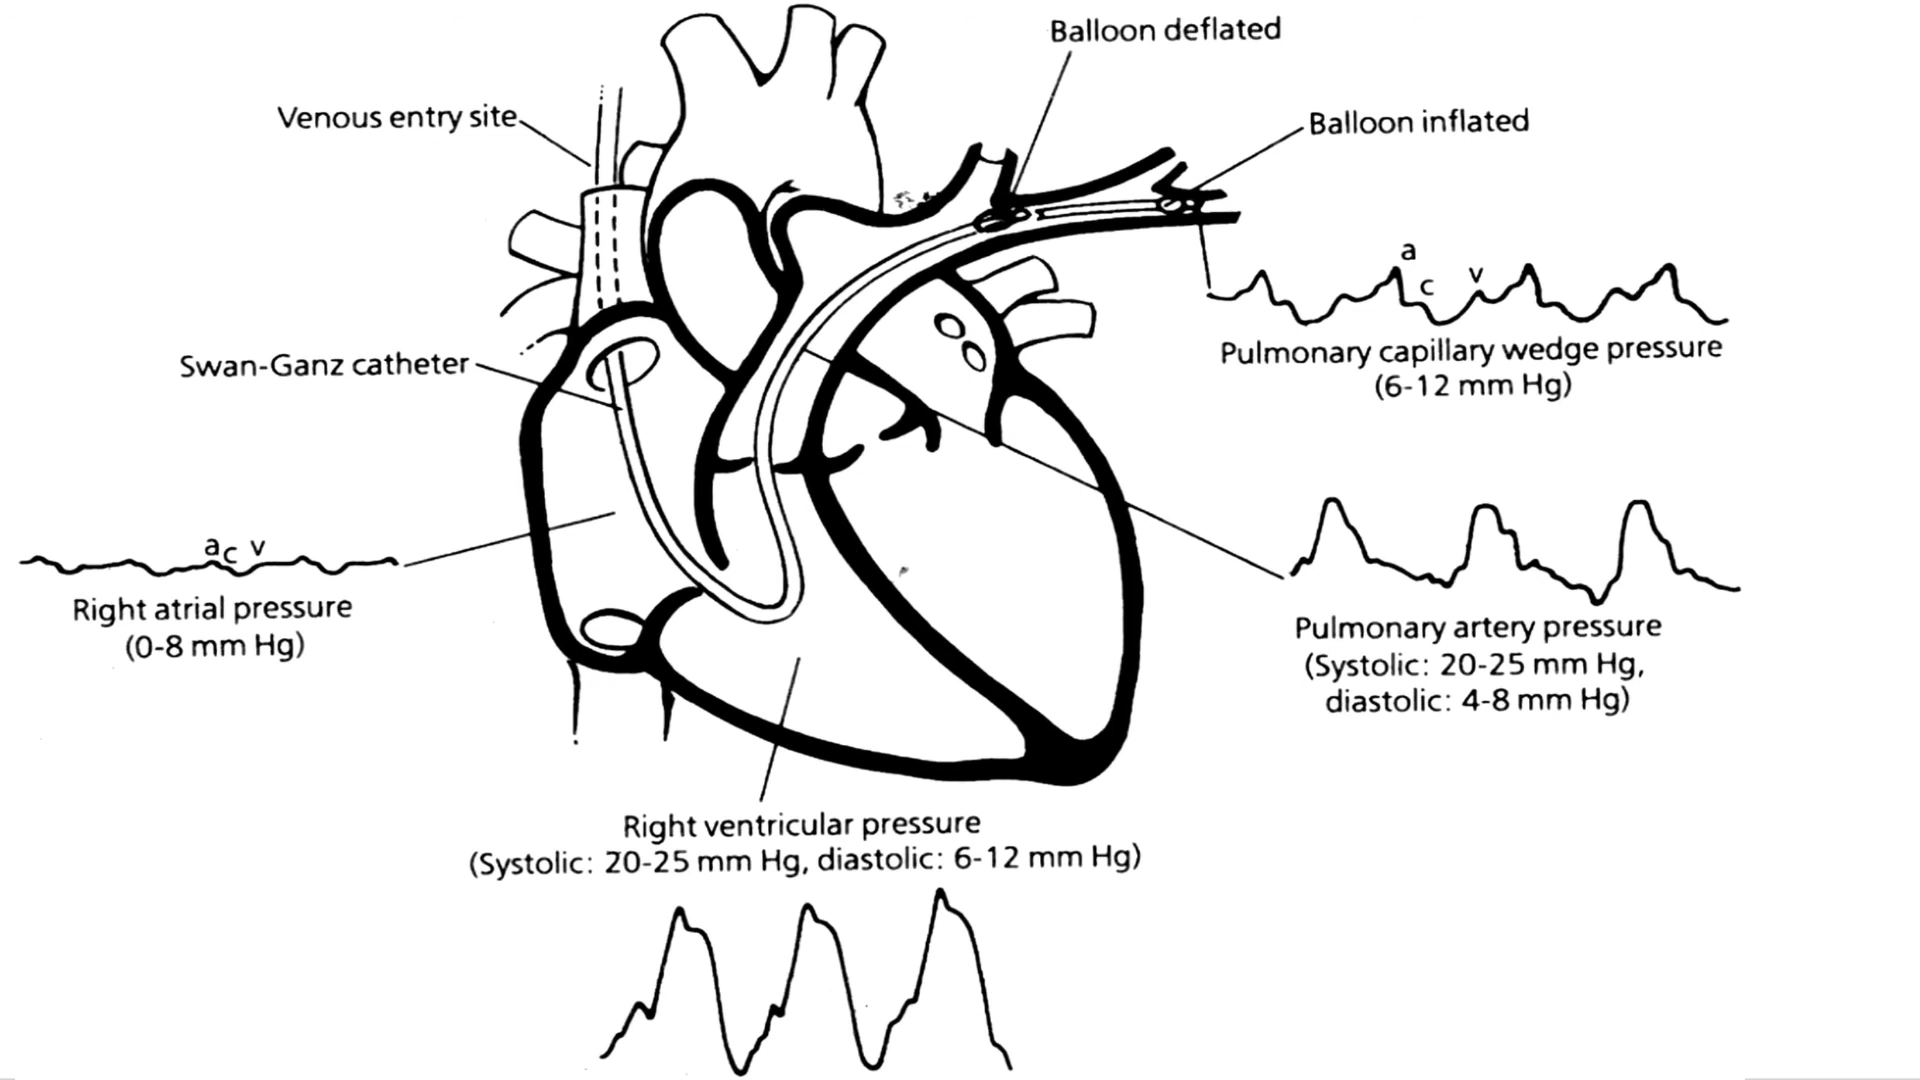 Balloon deflated
Venous entry site
Balloon inflated
a
c
v
Swan-Ganz catheter
Pulmonary capillary wedge pressure
(6-12 mm Hg)
a
c
v
Right atrial pressure
(0-8 mm Hg)
Pulmonary artery pressure
(Systolic: 20-25 mm Hg,
diastolic: 4-8 mm Hg)
Right ventricular pressure
(Systolic: 20-25 mm Hg, diastolic: 6-12 mm Hg)